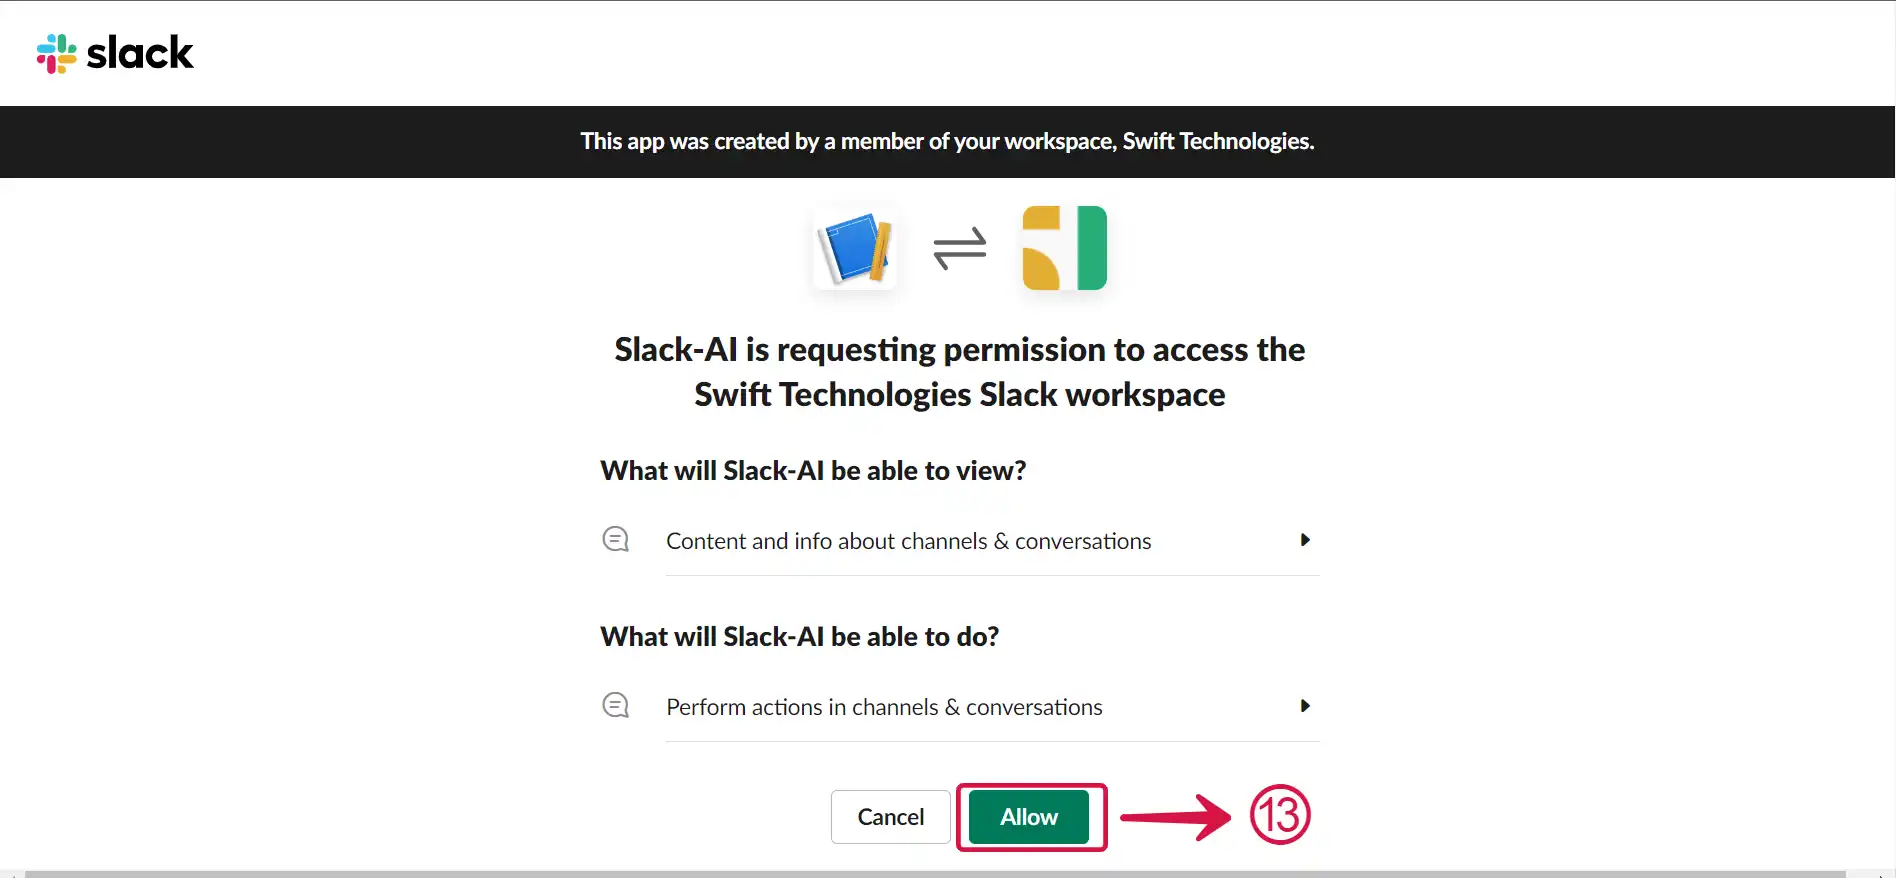 slack
This app was created by a member of your workspace, Swift Technologies.
Slack-AI is requesting permission to access the
Swift Technologies Slack workspace
What will Slack-AI be able to view?
Content and info about channels & conversations
What will Slack-AI be able to do?
Perform actions in channels & conversations
Cancel
Allow
13